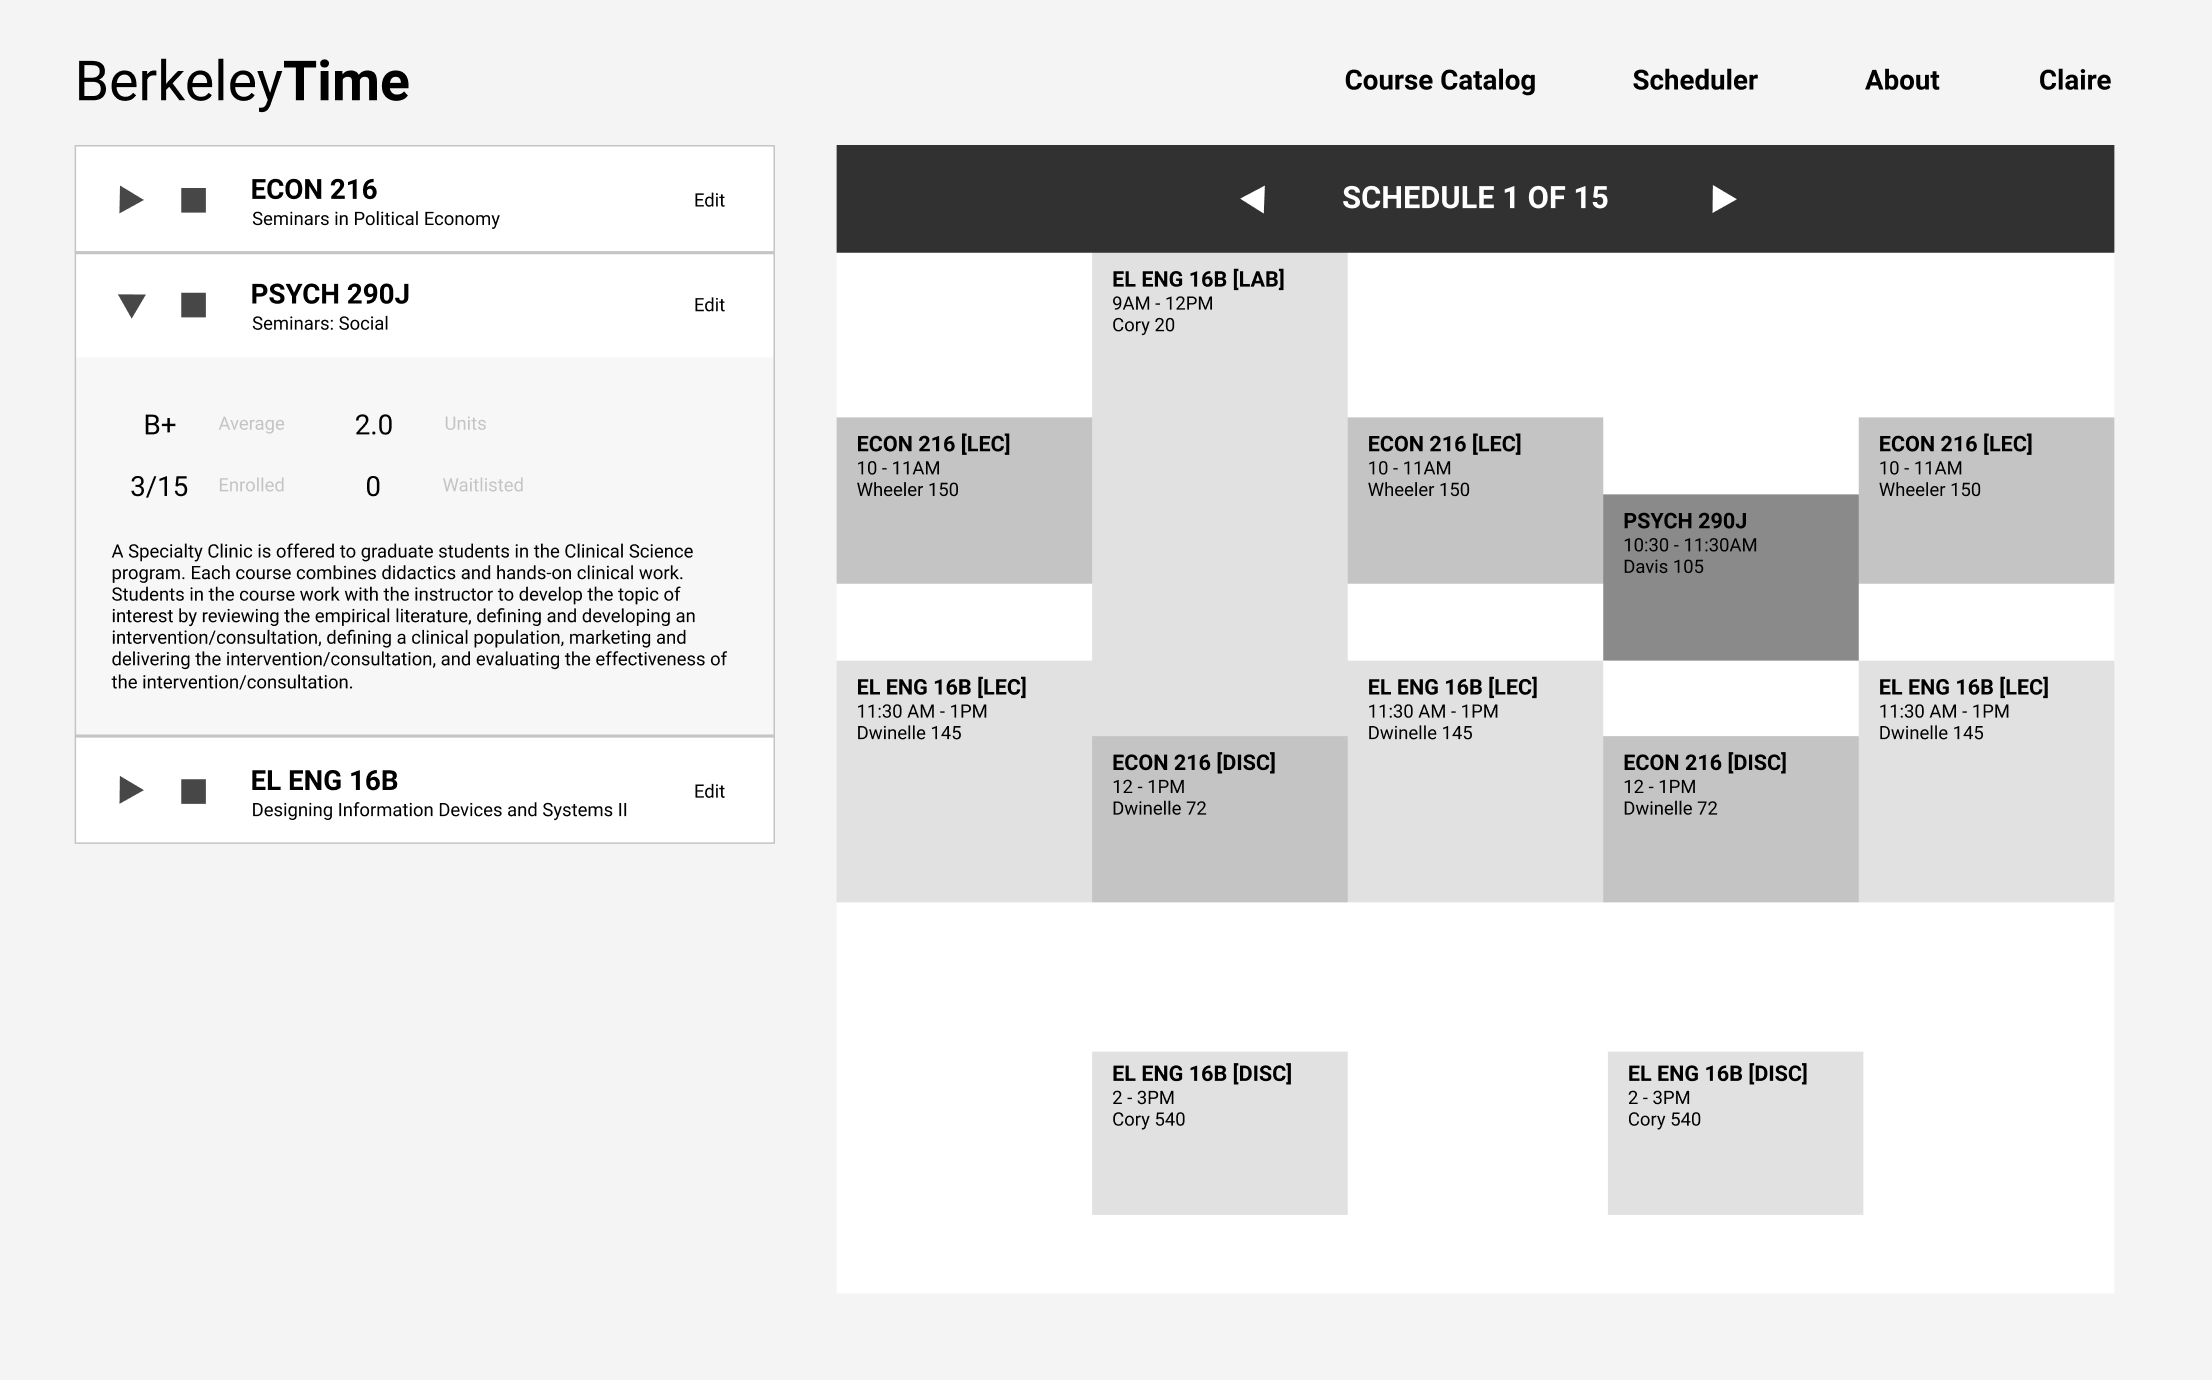 BerkeleyTime
Course Catalog
Scheduler
About
Claire
ECON 216
Seminars in Political Economy
Edit
PSYCH 290J
Seminars: Social
Edit
B+ Average 2.0 Units
3/15 Enrolled 0 Waitlisted
A Specialty Clinic is offered to graduate students in the Clinical Science
program. Each course combines didactics and hands-on clinical work.
Students in the course work with the instructor to develop the topic of
interest by reviewing the empirical literature, defining and developing an
intervention/consultation, defining a clinical population, marketing and
delivering the intervention/consultation, and evaluating the effectiveness of
the intervention/consultation.
EL ENG 16B
Designing Information Devices and Systems II
Edit
SCHEDULE 1 OF 15
EL ENG 16B [LAB]
9AM - 12PM
Cory 20
ECON 216 [LEC]
10 - 11AM
Wheeler 150
ECON 216 [LEC]
10 - 11AM
Wheeler 150
ECON 216 [LEC]
10 - 11AM
Wheeler 150
PSYCH 290J
10:30 - 11:30AM
Davis 105
EL ENG 16B [LEC]
11:30 AM - 1PM
Dwinelle 145
EL ENG 16B [LEC]
11:30 AM - 1PM
Dwinelle 145
EL ENG 16B [LEC]
11:30 AM - 1PM
Dwinelle 145
ECON 216 [DISC]
12 - 1PM
Dwinelle 72
ECON 216 [DISC]
12 - 1PM
Dwinelle 72
EL ENG 16B [DISC]
2 - 3PM
Cory 540
EL ENG 16B [DISC]
2 - 3PM
Cory 540